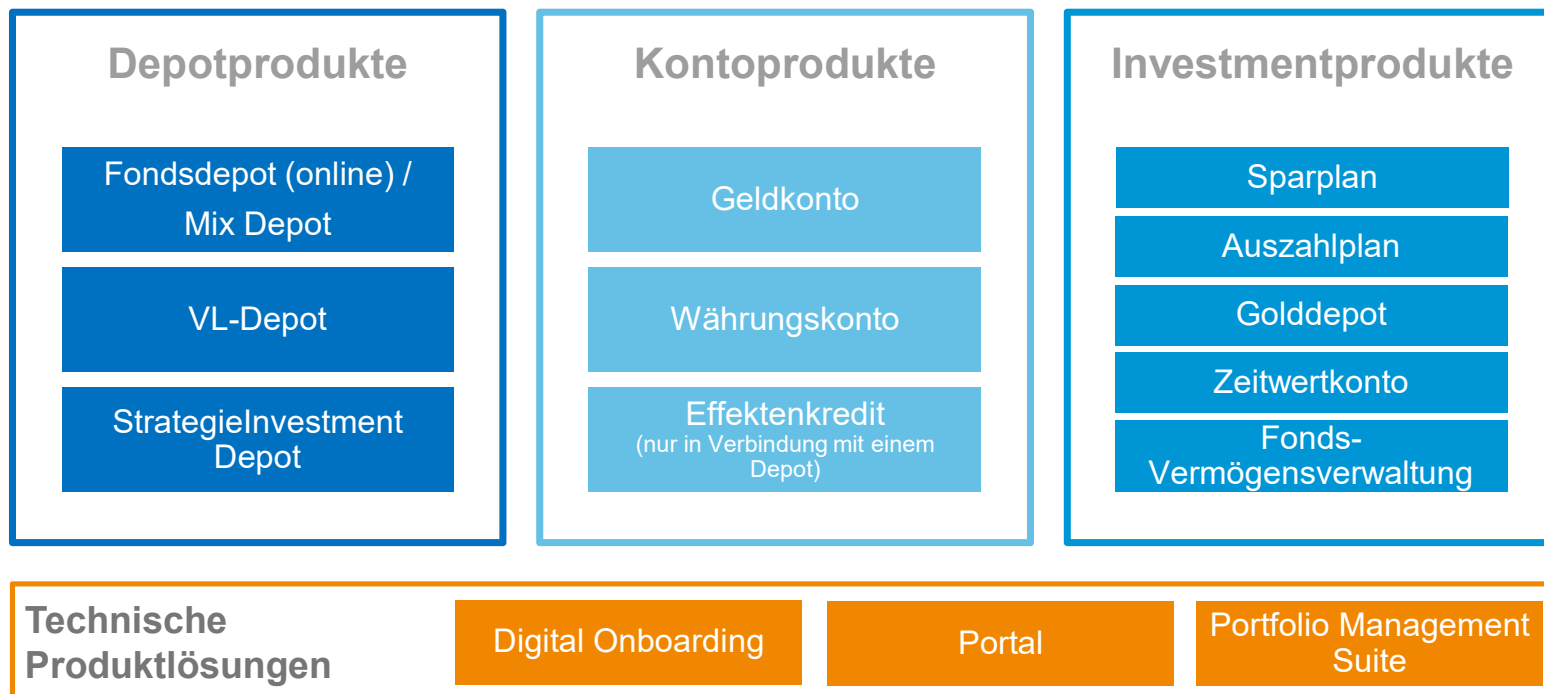 Depotprodukte
Fondsdepot (online) /
Mix Depot
VL-Depot
StrategieInvestment
Depot
Kontoprodukte
Geldkonto
Währungskonto
Effektenkredit
(nur in Verbindung mit einem
Depot)
Investmentprodukte
Sparplan
Auszahlplan
Golddepot
Zeitwertkonto
Fonds-
Vermögensverwaltung
Technische
Produktlösungen
Digital Onboarding
Portal
Portfolio Management
Suite